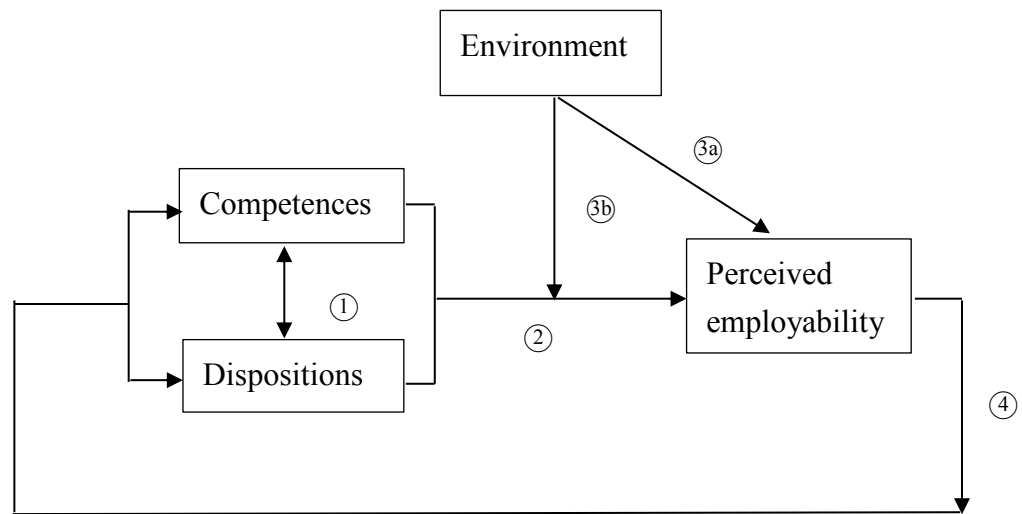 Environment
3a
Competences
3b
Perceived
employability
1
2
Dispositions
4